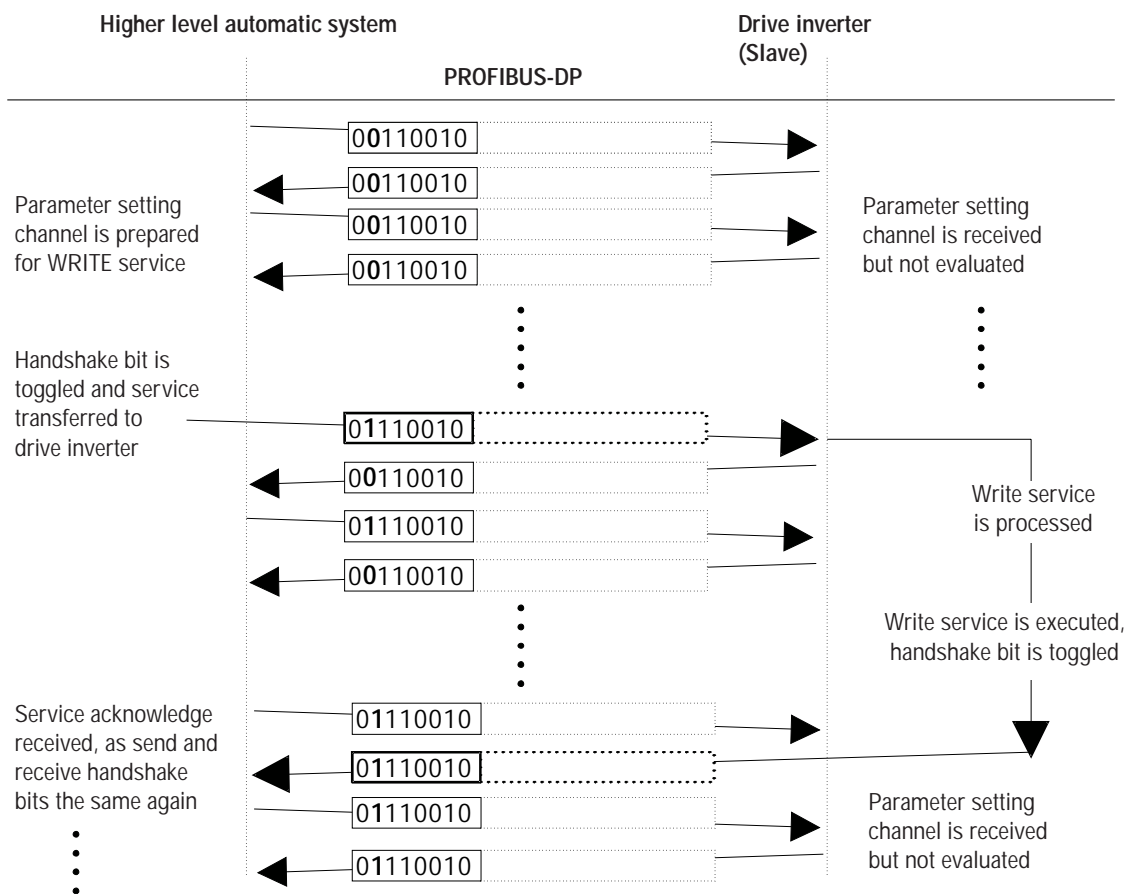 Higher level automatic system
Drive inverter
(Slave)
PROFIBUS-DP
00110010
00110010
Parameter setting
channel is prepared
for WRITE service
00110010
00110010
Parameter setting
channel is received
but not evaluated
Handshake bit is
toggled and service
transferred to
drive inverter
01110010
00110010
01110010
00110010
Write service
is processed
Write service is executed,
handshake bit is toggled
Service acknowledge
received, as send and
receive handshake
bits the same again
01110010
01110010
01110010
01110010
Parameter setting
channel is received
but not evaluated